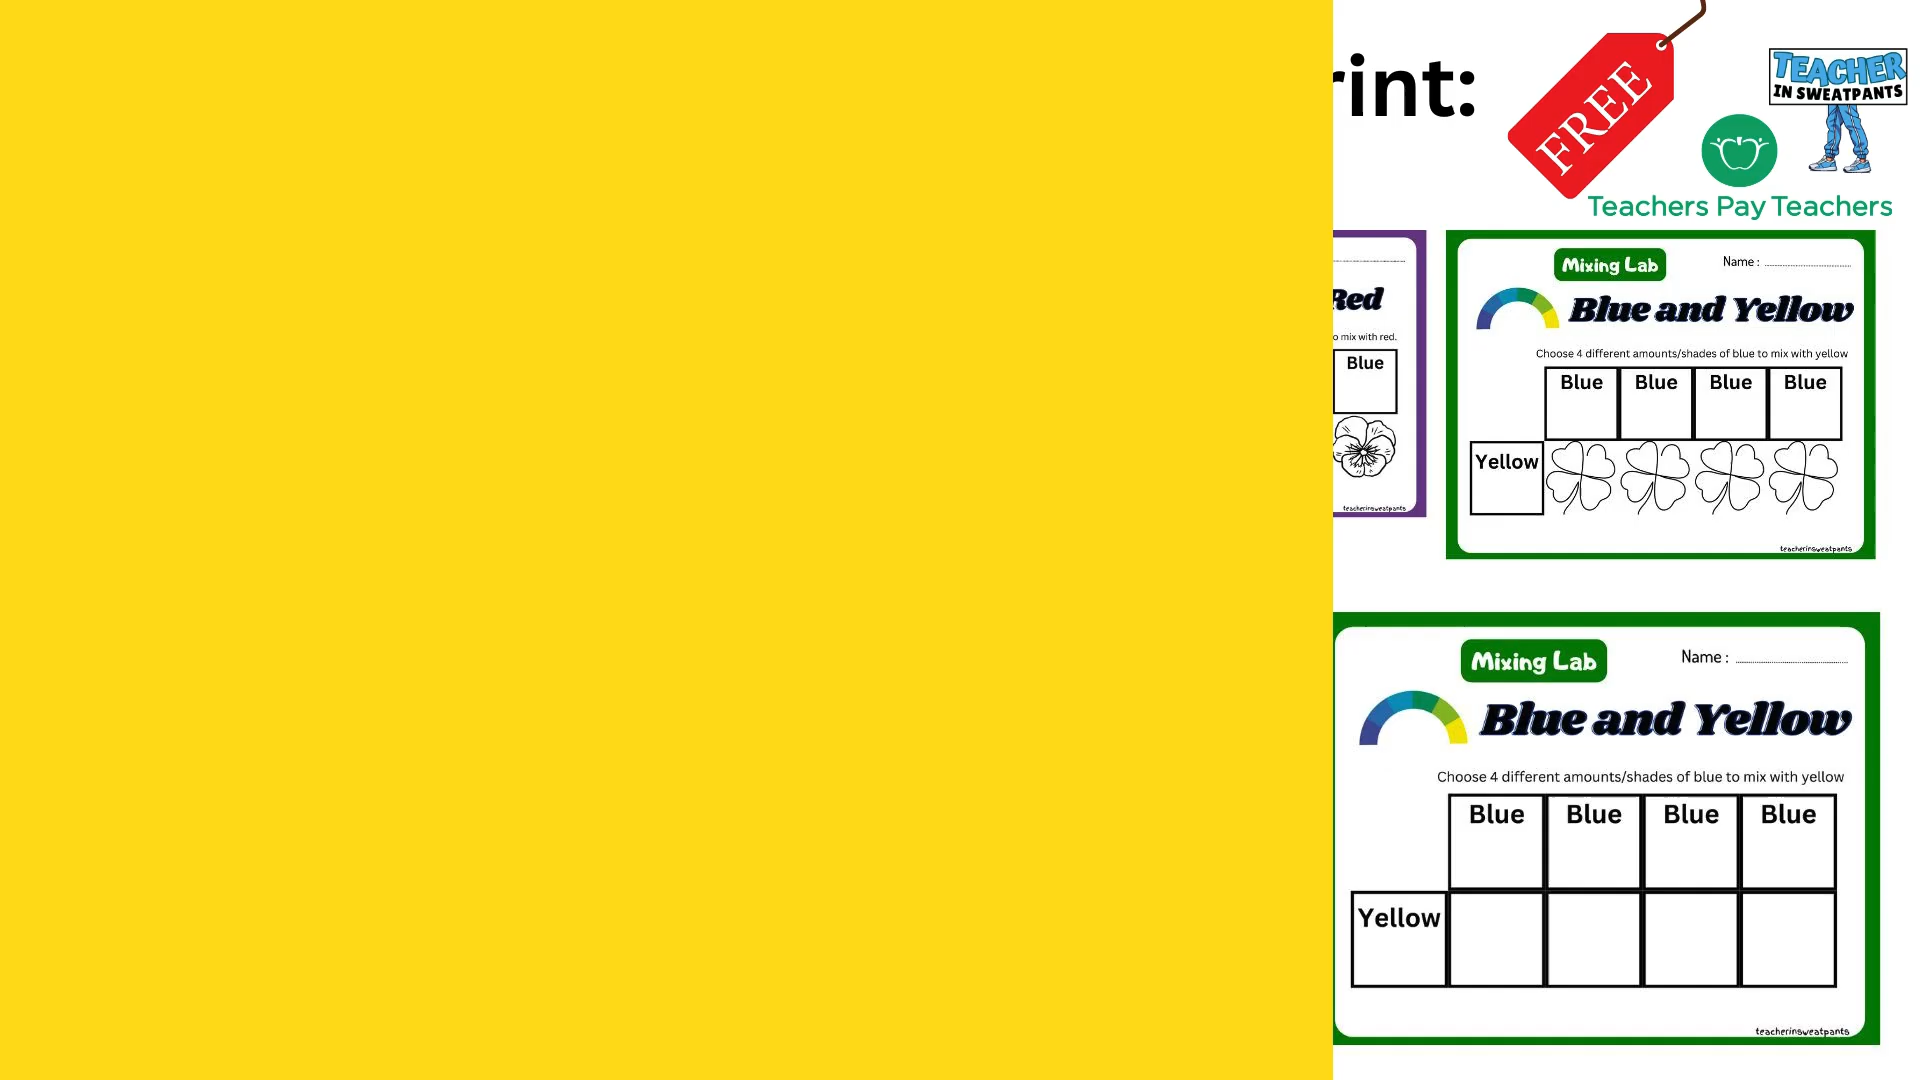 rint:
FREE
TEACHER
IN SWEATPANTS
Teachers Pay Teachers
Red
o mix with red.
Blue
teacherinsweatpants
Mixing Lab
Name :
Blue and Yellow
Choose 4 different amounts/shades of blue to mix with yellow
Blue Blue Blue Blue
Yellow
teacherinsweatpants
Mixing Lab
Name :
Blue and Yellow
Choose 4 different amounts/shades of blue to mix with yellow
Blue Blue Blue Blue
Yellow
teacherinsweatpants